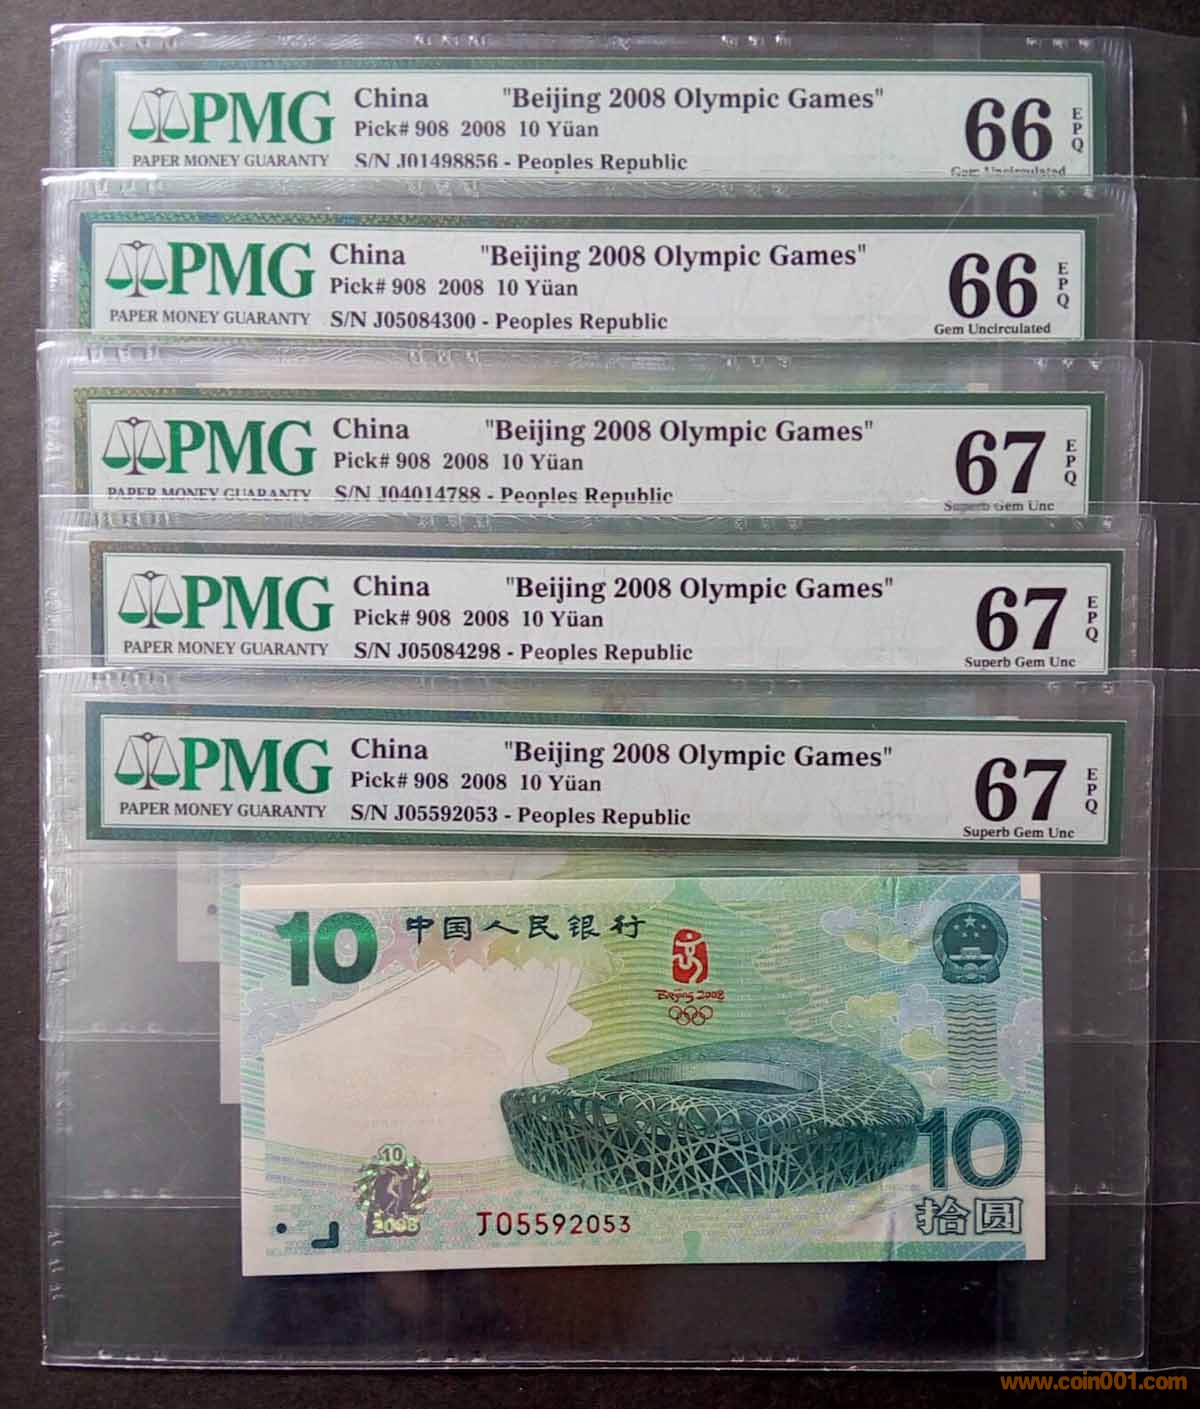 PMG
PAPER MONEY GUARANTY
China "Beijing 2008 Olympic Games"
Pick# 908 2008 10 Yüan
S/N J01498856 - Peoples Republic
66 EPQ
Gem Uncirculated
PMG
PAPER MONEY GUARANTY
China "Beijing 2008 Olympic Games"
Pick# 908 2008 10 Yüan
S/N J05084300 - Peoples Republic
66 EPQ
Gem Uncirculated
PMG
PAPER MONEY GUARANTY
China "Beijing 2008 Olympic Games"
Pick# 908 2008 10 Yüan
S/N J04014788 - Peoples Republic
67 EPQ
Superb Gem Unc
PMG
PAPER MONEY GUARANTY
China "Beijing 2008 Olympic Games"
Pick# 908 2008 10 Yüan
S/N J05084298 - Peoples Republic
67 EPQ
Superb Gem Unc
PMG
PAPER MONEY GUARANTY
China "Beijing 2008 Olympic Games"
Pick# 908 2008 10 Yüan
S/N J05592053 - Peoples Republic
67 EPQ
Superb Gem Unc
10 中国人民银行
Beijing 2008
10
拾圆
10
2008
J05592053
www.coin001.com